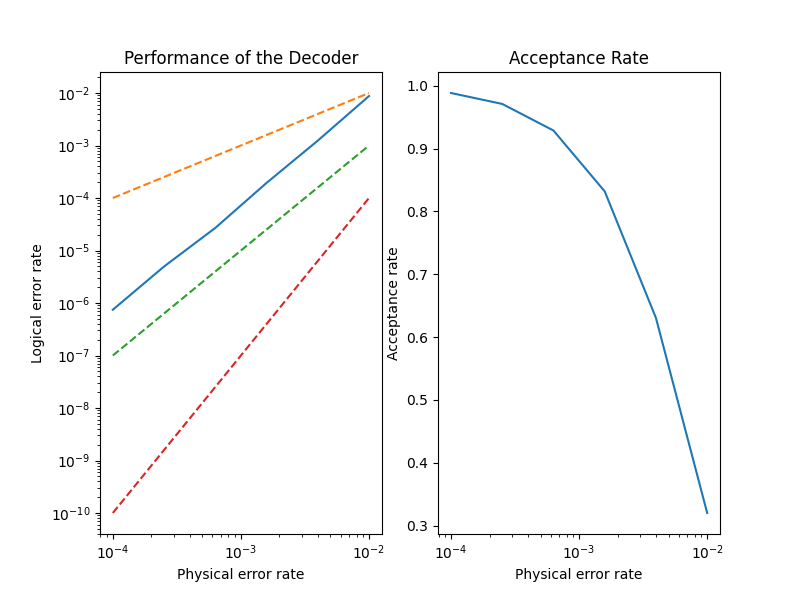 Performance of the Decoder
Logical error rate
10⁻²
10⁻³
10⁻⁴
10⁻⁵
10⁻⁶
10⁻⁷
10⁻⁸
10⁻⁹
10⁻¹⁰
10⁻⁴ 10⁻³ 10⁻²
Physical error rate
Acceptance Rate
Acceptance rate
1.0
0.9
0.8
0.7
0.6
0.5
0.4
0.3
10⁻⁴ 10⁻³ 10⁻²
Physical error rate